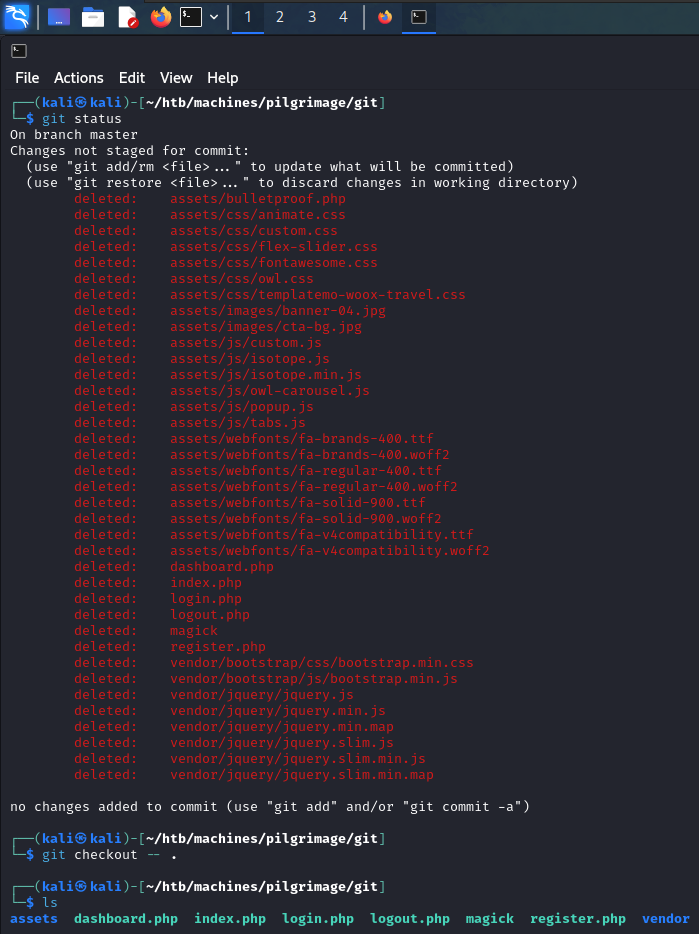 1 2 3 4
File Actions Edit View Help
┌──(kali㉿kali)-[~/htb/machines/pilgrimage/git]
└─$ git status
On branch master
Changes not staged for commit:
  (use "git add/rm <file>..." to update what will be committed)
  (use "git restore <file>..." to discard changes in working directory)
        deleted:    assets/bulletproof.php
        deleted:    assets/css/animate.css
        deleted:    assets/css/custom.css
        deleted:    assets/css/flex-slider.css
        deleted:    assets/css/fontawesome.css
        deleted:    assets/css/owl.css
        deleted:    assets/css/templatemo-woox-travel.css
        deleted:    assets/images/banner-04.jpg
        deleted:    assets/images/cta-bg.jpg
        deleted:    assets/js/custom.js
        deleted:    assets/js/isotope.js
        deleted:    assets/js/isotope.min.js
        deleted:    assets/js/owl-carousel.js
        deleted:    assets/js/popup.js
        deleted:    assets/js/tabs.js
        deleted:    assets/webfonts/fa-brands-400.ttf
        deleted:    assets/webfonts/fa-brands-400.woff2
        deleted:    assets/webfonts/fa-regular-400.ttf
        deleted:    assets/webfonts/fa-regular-400.woff2
        deleted:    assets/webfonts/fa-solid-900.ttf
        deleted:    assets/webfonts/fa-solid-900.woff2
        deleted:    assets/webfonts/fa-v4compatibility.ttf
        deleted:    assets/webfonts/fa-v4compatibility.woff2
        deleted:    dashboard.php
        deleted:    index.php
        deleted:    login.php
        deleted:    logout.php
        deleted:    magick
        deleted:    register.php
        deleted:    vendor/bootstrap/css/bootstrap.min.css
        deleted:    vendor/bootstrap/js/bootstrap.min.js
        deleted:    vendor/jquery/jquery.js
        deleted:    vendor/jquery/jquery.min.js
        deleted:    vendor/jquery/jquery.min.map
        deleted:    vendor/jquery/jquery.slim.js
        deleted:    vendor/jquery/jquery.slim.min.js
        deleted:    vendor/jquery/jquery.slim.min.map
no changes added to commit (use "git add" and/or "git commit -a")
┌──(kali㉿kali)-[~/htb/machines/pilgrimage/git]
└─$ git checkout -- .
┌──(kali㉿kali)-[~/htb/machines/pilgrimage/git]
└─$ ls
assets  dashboard.php  index.php  login.php  logout.php  magick  register.php  vendor